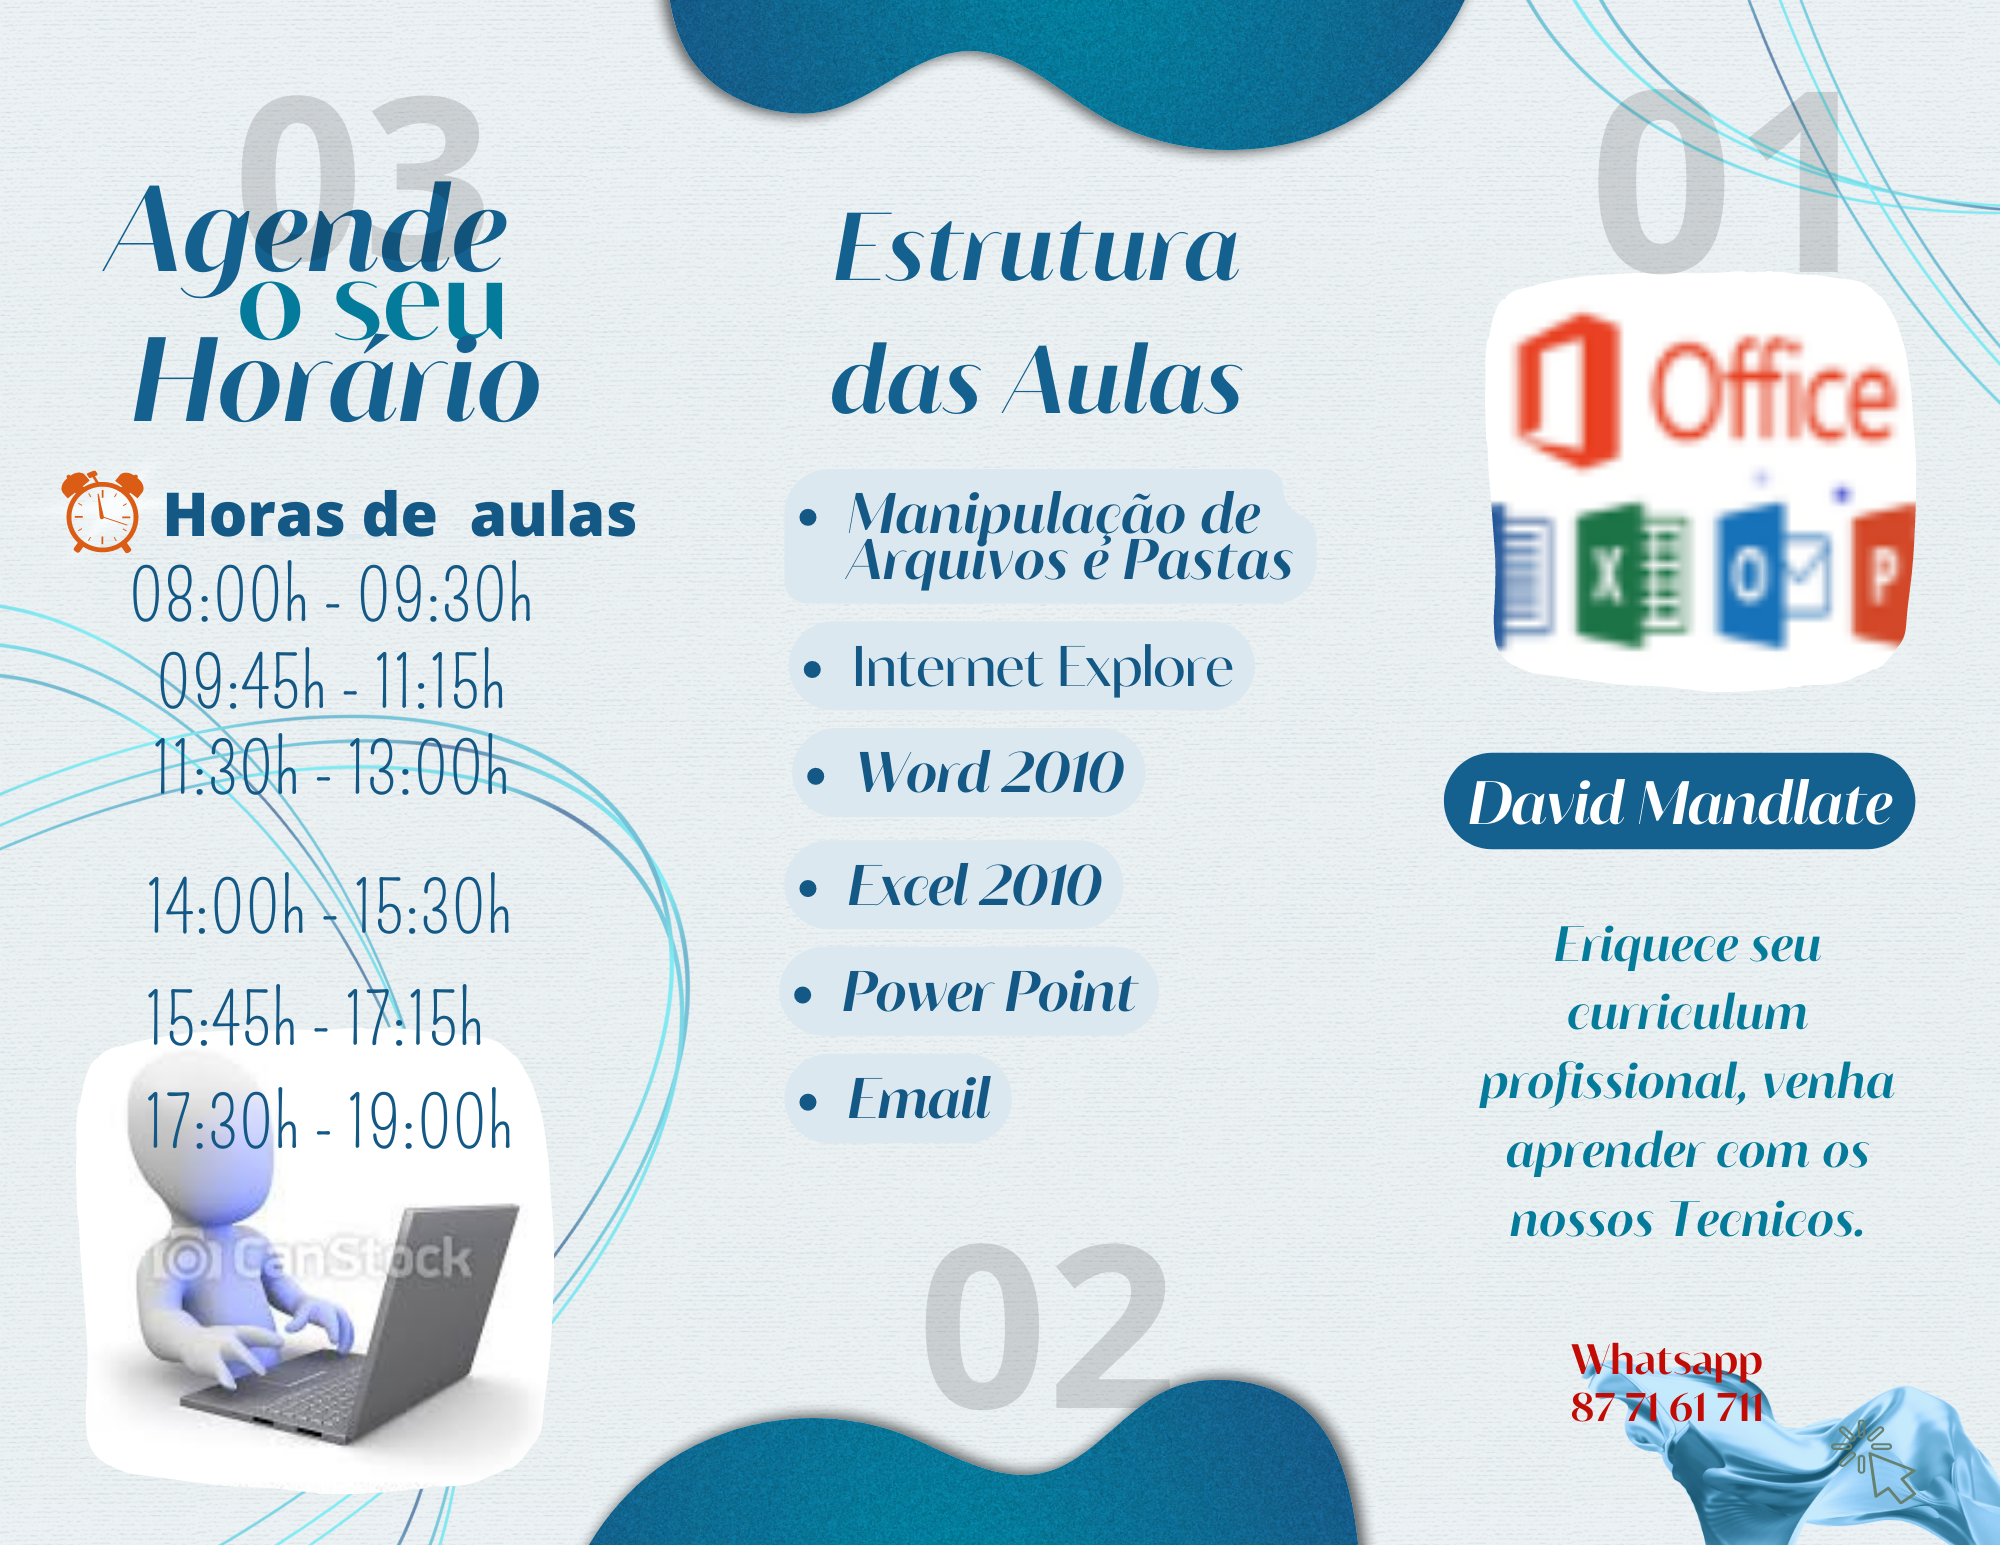 03
Agende
o seu
Horário
Horas de aulas
08:00h - 09:30h
09:45h - 11:15h
11:30h - 13:00h
14:00h - 15:30h
15:45h - 17:15h
17:30h - 19:00h
CanStock
Estrutura
das Aulas
• Manipulação de
Arquivos e Pastas
• Internet Explore
• Word 2010
• Excel 2010
• Power Point
• Email
02
01
Office
X
O
P
David Mandlate
Eriquece seu
curriculum
profissional, venha
aprender com os
nossos Tecnicos.
Whatsapp
87 71 61 711